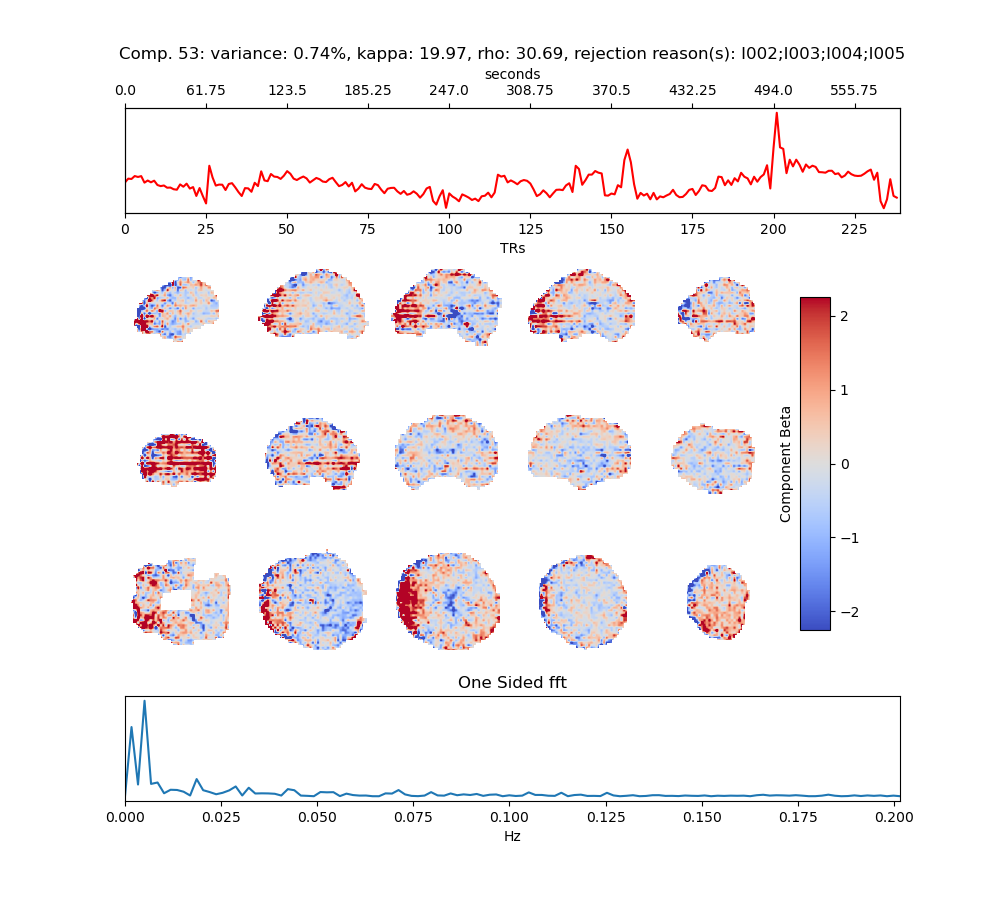 Comp. 53: variance: 0.74%, kappa: 19.97, rho: 30.69, rejection reason(s): I002;I003;I004;I005
seconds
0.0 61.75 123.5 185.25 247.0 308.75 370.5 432.25 494.0 555.75
0 25 50 75 100 125 150 175 200 225
TRs
2
1
0
−1
−2
Component Beta
One Sided fft
0.000 0.025 0.050 0.075 0.100 0.125 0.150 0.175 0.200
Hz